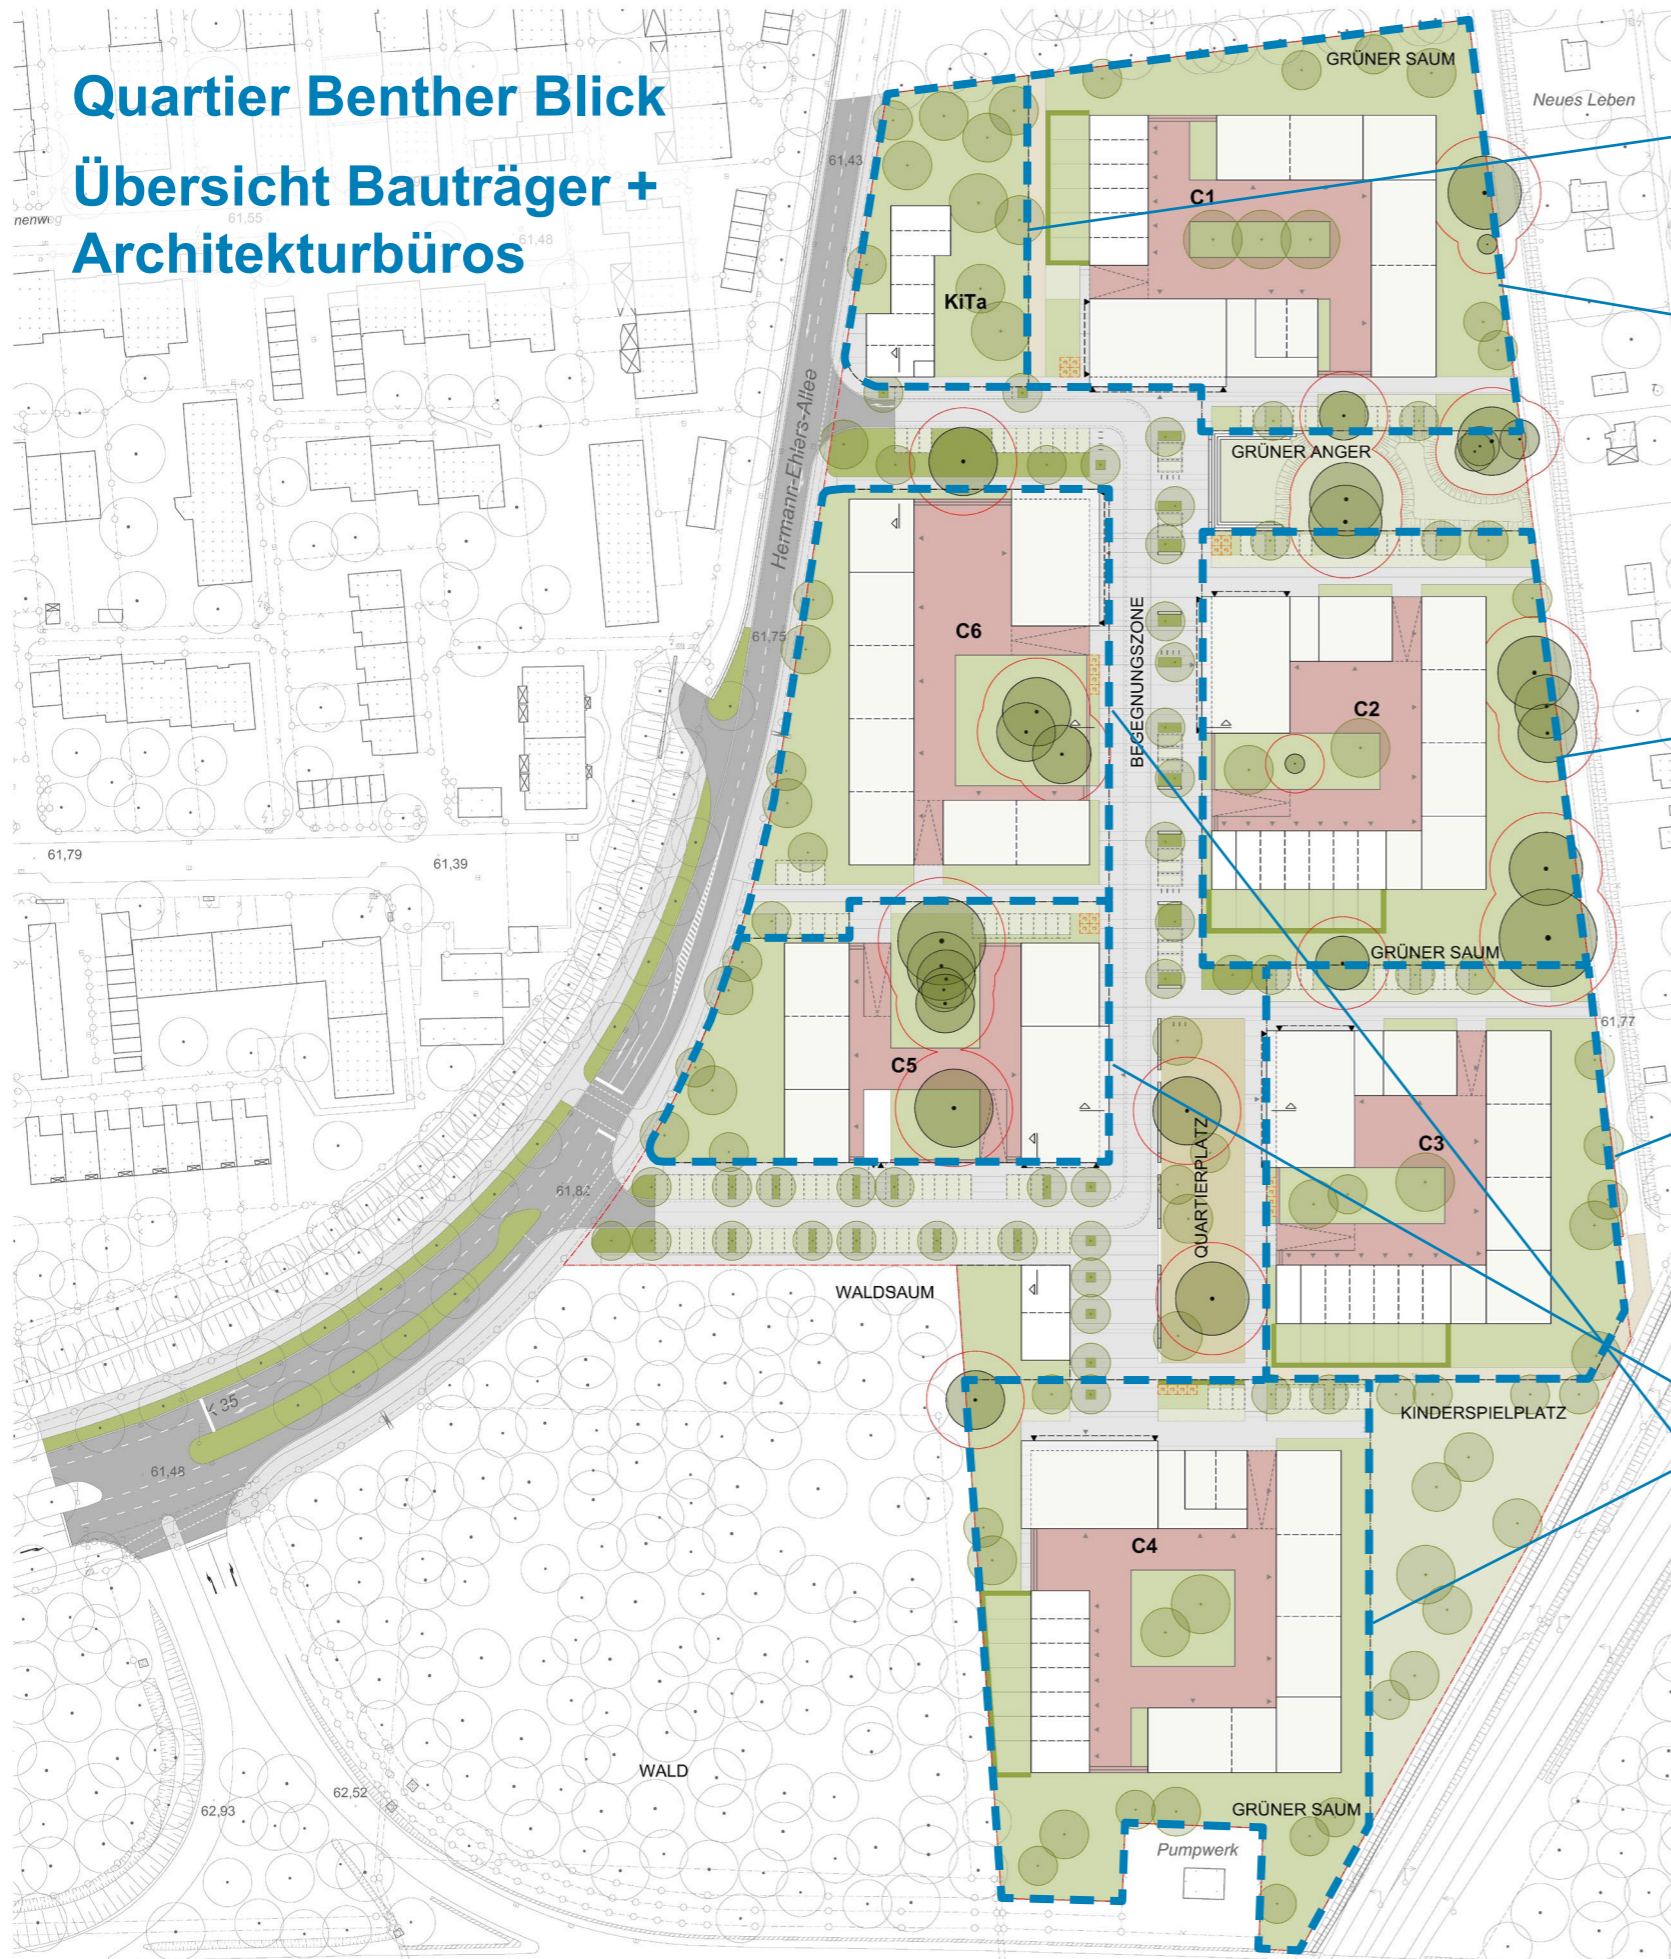 Quartier Benther Blick
Übersicht Bauträger +
Architekturbüros
GRÜNER SAUM
Neues Leben
61,43
nenweg
61,55
61,48
C1
KiTa
Hermann-Ehlers-Allee
GRÜNER ANGER
C6
BEGEGNUNGSZONE
61,75
C2
61,79
61,39
GRÜNER SAUM
61,77
C5
QUARTIERPLATZ
C3
WALDSAUM
KINDERSPIELPLATZ
K 35
61,48
C4
WALD
62,93
62,52
GRÜNER SAUM
Pumpwerk